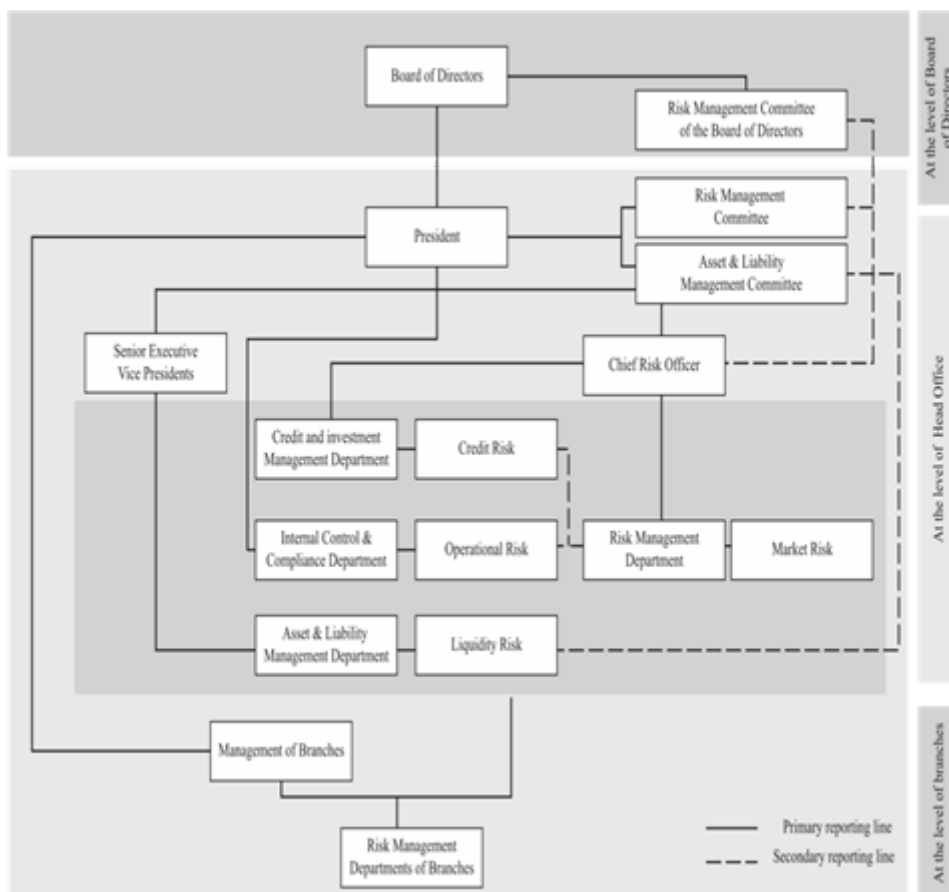 Board of Directors
Risk Management Committee
of the Board of Directors
At the level of Board
of Directors
Risk Management
Committee
President
Asset & Liability
Management Committee
Senior Executive
Vice Presidents
Chief Risk Officer
At the level of Head Office
Credit and investment
Management Department
Credit Risk
Internal Control &
Compliance Department
Operational Risk
Risk Management
Department
Market Risk
Asset & Liability
Management Department
Liquidity Risk
Management of Branches
At the level of branches
Risk Management
Departments of Branches
Primary reporting line
Secondary reporting line